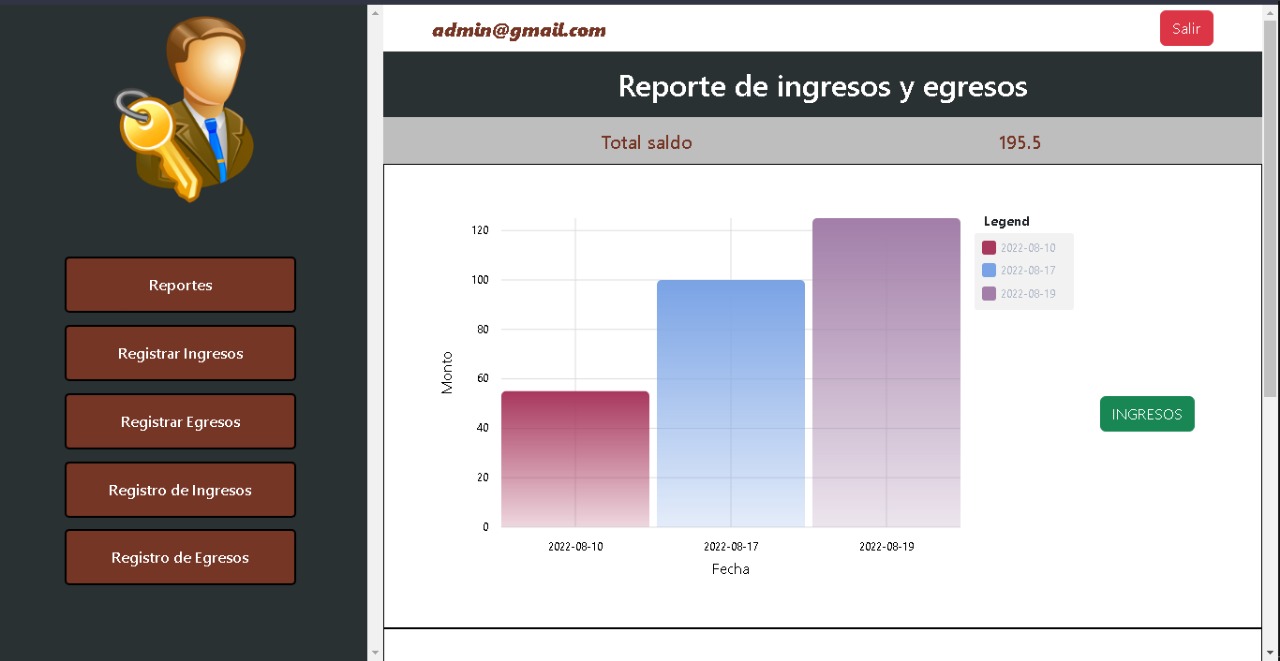 admin@gmail.com
Salir
Reporte de ingresos y egresos
Total saldo 195.5
Reportes
Registrar Ingresos
Registrar Egresos
Registro de Ingresos
Registro de Egresos
Monto
120
100
80
60
40
20
0
2022-08-10 2022-08-17 2022-08-19
Fecha
Legend
2022-08-10
2022-08-17
2022-08-19
INGRESOS